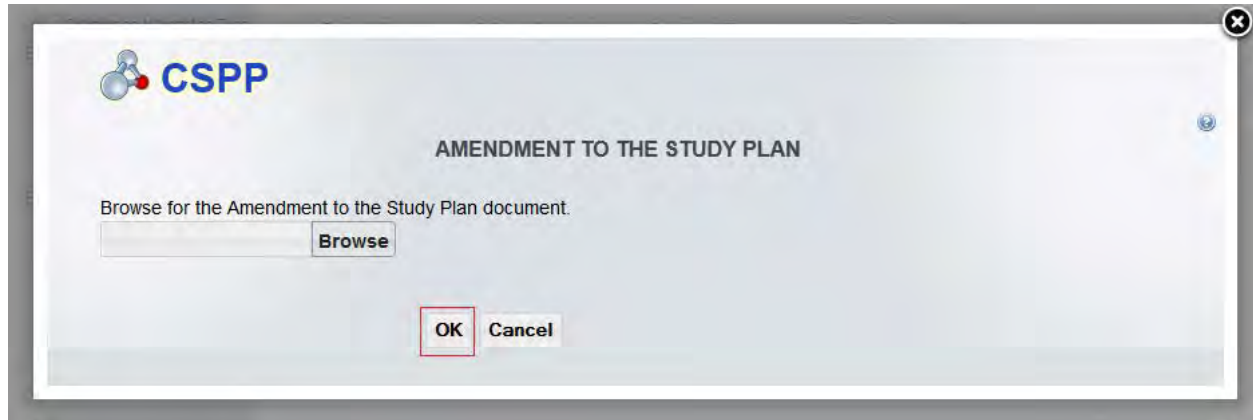 CSPP
AMENDMENT TO THE STUDY PLAN
Browse for the Amendment to the Study Plan document.
Browse
OK Cancel